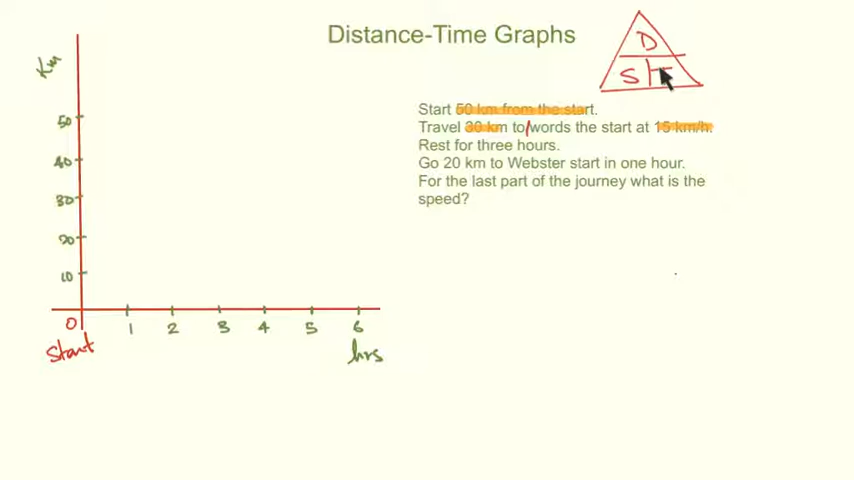 Distance-Time Graphs
D
S T
Km
Start 50 km from the start.
Travel 30 km to/words the start at 15 km/h.
Rest for three hours.
Go 20 km to Webster start in one hour.
For the last part of the journey what is the
speed?
50
40
30
20
10
0 1 2 3 4 5 6
start hrs